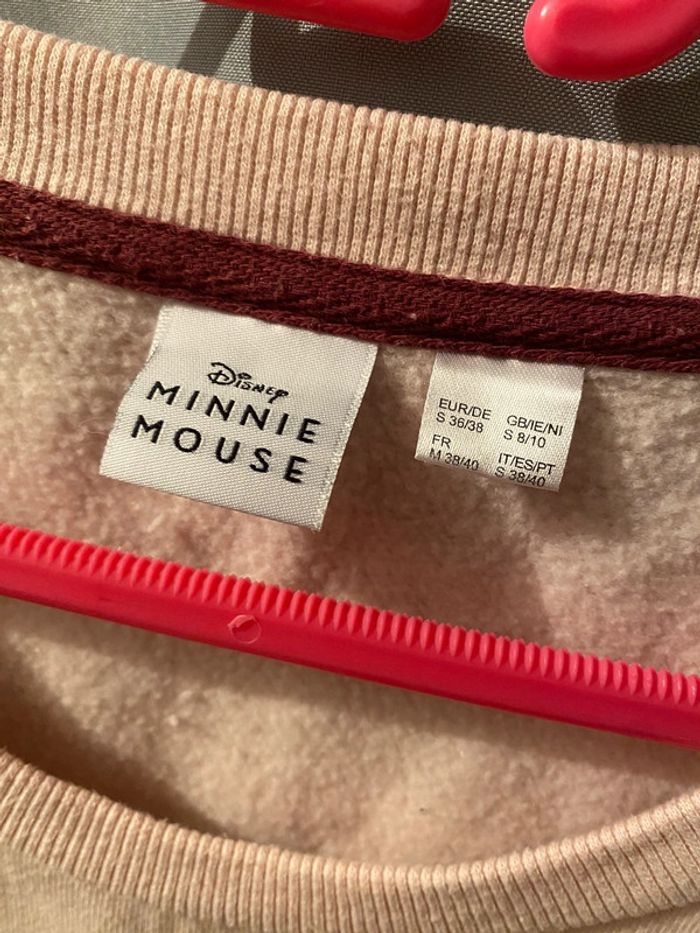 Disney
MINNIE
MOUSE
EUR/DE
S 36/38
GB/IE/NI
S 8/10
FR
M 38/40
IT/ES/PT
S 38/40